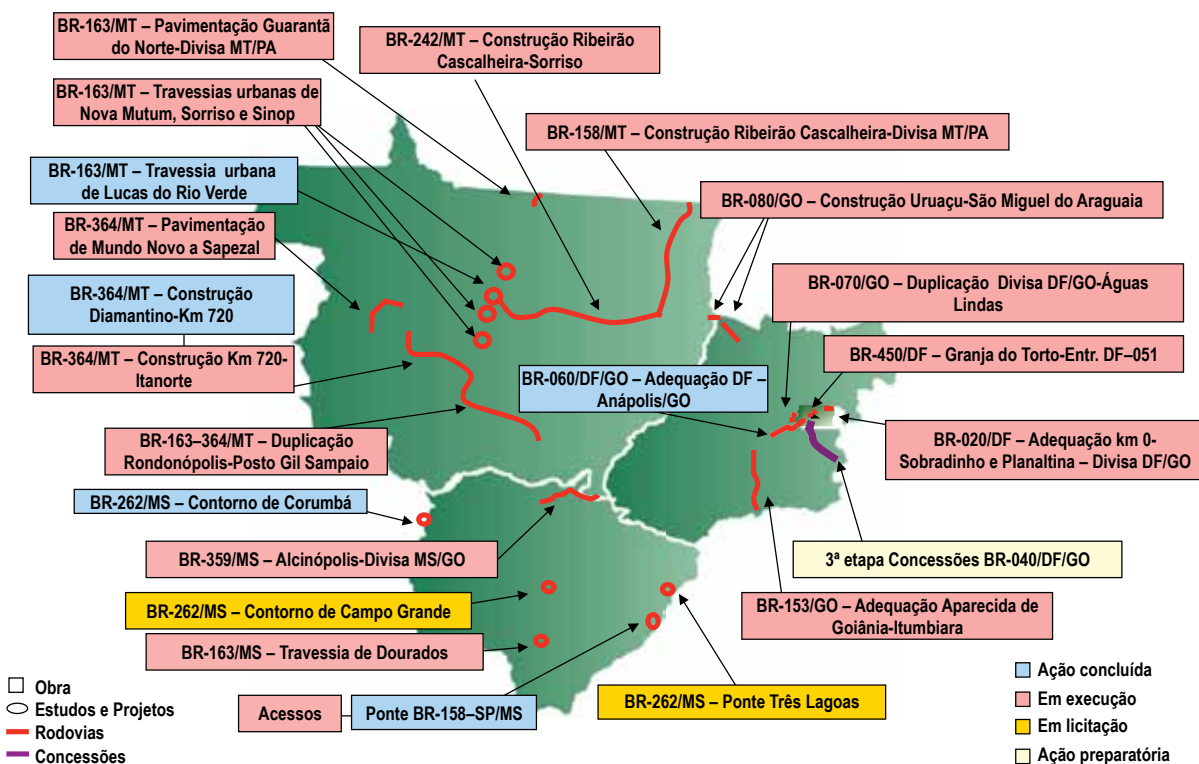 BR-163/MT – Pavimentação Guarantã
do Norte-Divisa MT/PA
BR-242/MT – Construção Ribeirão
Cascalheira-Sorriso
BR-163/MT – Travessias urbanas de
Nova Mutum, Sorriso e Sinop
BR-158/MT – Construção Ribeirão Cascalheira-Divisa MT/PA
BR-163/MT – Travessia urbana
de Lucas do Rio Verde
BR-080/GO – Construção Uruaçu-São Miguel do Araguaia
BR-364/MT – Pavimentação
de Mundo Novo a Sapezal
BR-070/GO – Duplicação Divisa DF/GO-Águas
Lindas
BR-364/MT – Construção
Diamantino-Km 720
BR-450/DF – Granja do Torto-Entr. DF–051
BR-364/MT – Construção Km 720-
Itanorte
BR-060/DF/GO – Adequação DF –
Anápolis/GO
BR-163–364/MT – Duplicação
Rondonópolis-Posto Gil Sampaio
BR-020/DF – Adequação km 0-
Sobradinho e Planaltina – Divisa DF/GO
BR-262/MS – Contorno de Corumbá
BR-359/MS – Alcinópolis-Divisa MS/GO
3ª etapa Concessões BR-040/DF/GO
BR-262/MS – Contorno de Campo Grande
BR-153/GO – Adequação Aparecida de
Goiânia-Itumbiara
BR-163/MS – Travessia de Dourados
Acessos
Ponte BR-158–SP/MS
BR-262/MS – Ponte Três Lagoas
Obra
Estudos e Projetos
Rodovias
Concessões
Ação concluída
Em execução
Em licitação
Ação preparatória